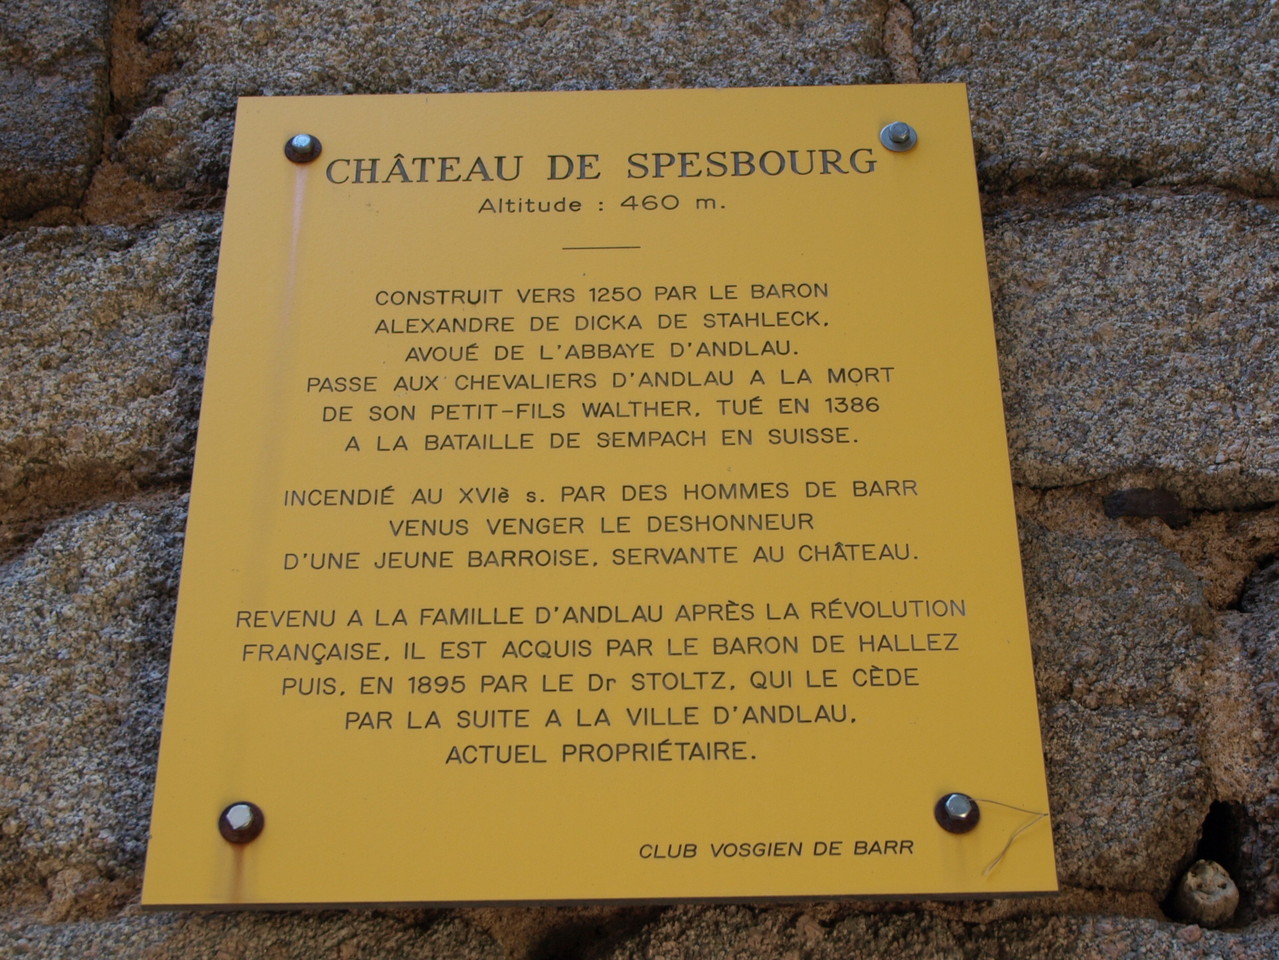 CHÂTEAU DE SPESBOURG
Altitude : 460 m.
CONSTRUIT VERS 1250 PAR LE BARON
ALEXANDRE DE DICKA DE STAHLECK,
AVOUÉ DE L'ABBAYE D'ANDLAU.
PASSE AUX CHEVALIERS D'ANDLAU A LA MORT
DE SON PETIT-FILS WALTHER, TUÉ EN 1386
A LA BATAILLE DE SEMPACH EN SUISSE.
INCENDIÉ AU XVIè s. PAR DES HOMMES DE BARR
VENUS VENGER LE DESHONNEUR
D'UNE JEUNE BARROISE, SERVANTE AU CHÂTEAU.
REVENU A LA FAMILLE D'ANDLAU APRÈS LA RÉVOLUTION
FRANÇAISE, IL EST ACQUIS PAR LE BARON DE HALLEZ
PUIS, EN 1895 PAR LE Dr STOLTZ, QUI LE CÈDE
PAR LA SUITE A LA VILLE D'ANDLAU,
ACTUEL PROPRIÉTAIRE.
CLUB VOSGIEN DE BARR